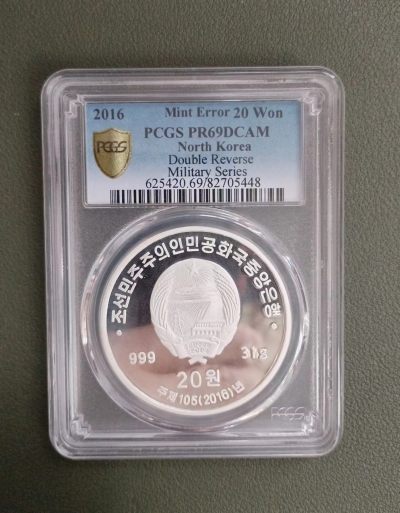 2016 Mint Error 20 Won
PCGS PR69DCAM
North Korea
Double Reverse
Military Series
625420.69/82705448
PCGS
조선민주주의인민공화국중앙은행
999 31g
20원
주체105(2016)년
PCGS